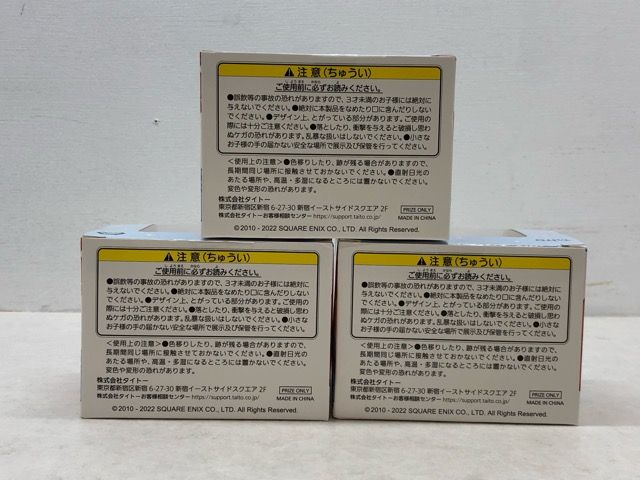 ⚠注意(ちゅうい)
ご使用前に必ずお読みください。
●誤飲等の事故の恐れがありますので、3才未満のお子様には絶対に
与えないでください。●絶対に本製品をなめたり口に含んだりしない
でください。●デザイン上、とがっている部分があります。ご使用の
際には十分ご注意ください。●落としたり、衝撃を与えると破損し思わ
ぬケガの恐れがあります。乱暴な扱いはしないでください。●小さな
お子様の手の届かない安全な場所で展示及び保管を行ってください。
<使用上の注意>●色移りしたり、跡が残る場合がありますので、
長期間同じ場所に接触させておかないでください。●直射日光の
あたる場所や、高温・多湿になるところには置かないでください。
変色や変形の恐れがあります。
株式会社タイトー
東京都新宿区新宿 6-27-30 新宿イーストサイドスクエア 2F
株式会社タイトーお客様相談センター https://support.taito.co.jp/
PRIZE ONLY
MADE IN CHINA
© 2010 - 2022 SQUARE ENIX CO., LTD. All Rights Reserved.
⚠注意(ちゅうい)
ご使用前に必ずお読みください。
●誤飲等の事故の恐れがありますので、3才未満のお子様には絶対に
与えないでください。●絶対に本製品をなめたり口に含んだりしない
でください。●デザイン上、とがっている部分があります。ご使用の
際には十分ご注意ください。●落としたり、衝撃を与えると破損し思わ
ぬケガの恐れがあります。乱暴な扱いはしないでください。●小さな
お子様の手の届かない安全な場所で展示及び保管を行ってください。
<使用上の注意>●色移りしたり、跡が残る場合がありますので、
長期間同じ場所に接触させておかないでください。●直射日光の
あたる場所や、高温・多湿になるところには置かないでください。
変色や変形の恐れがあります。
株式会社タイトー
東京都新宿区新宿 6-27-30 新宿イーストサイドスクエア 2F
株式会社タイトーお客様相談センター https://support.taito.co.jp/
PRIZE ONLY
MADE IN CHINA
© 2010 - 2022 SQUARE ENIX CO., LTD. All Rights Reserved.
⚠注意(ちゅうい)
ご使用前に必ずお読みください。
●誤飲等の事故の恐れがありますので、3才未満のお子様には絶対に
与えないでください。●絶対に本製品をなめたり口に含んだりしない
でください。●デザイン上、とがっている部分があります。ご使用の
際には十分ご注意ください。●落としたり、衝撃を与えると破損し思わ
ぬケガの恐れがあります。乱暴な扱いはしないでください。●小さな
お子様の手の届かない安全な場所で展示及び保管を行ってください。
<使用上の注意>●色移りしたり、跡が残る場合がありますので、
長期間同じ場所に接触させておかないでください。●直射日光の
あたる場所や、高温・多湿になるところには置かないでください。
変色や変形の恐れがあります。
株式会社タイトー
東京都新宿区新宿 6-27-30 新宿イーストサイドスクエア 2F
株式会社タイトーお客様相談センター https://support.taito.co.jp/
PRIZE ONLY
MADE IN CHINA
© 2010 - 2022 SQUARE ENIX CO., LTD. All Rights Reserved.